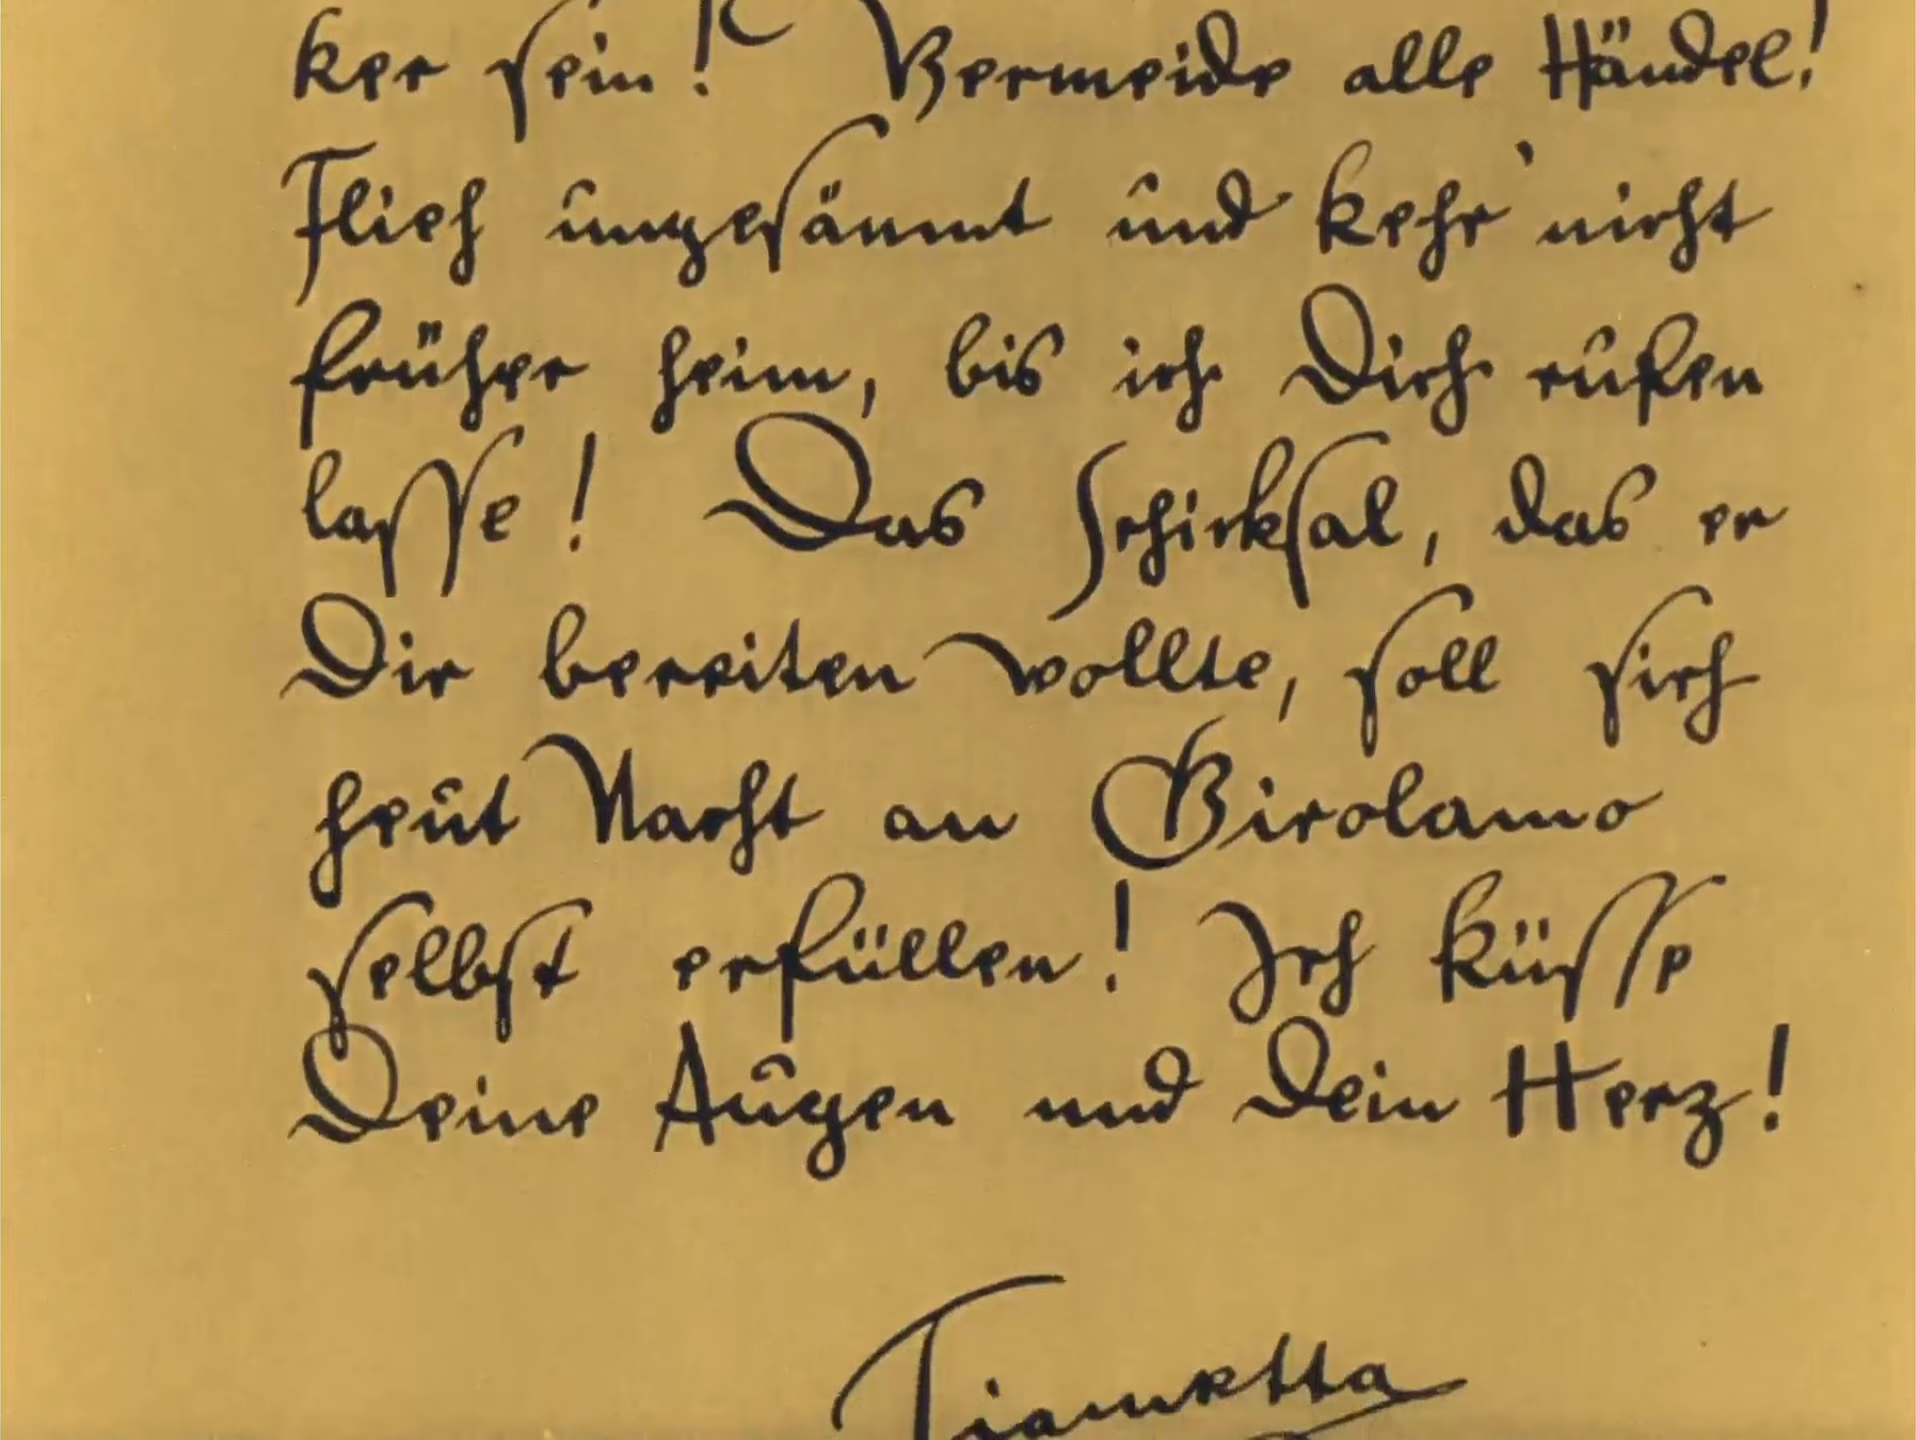 ker sein! Vermeide alle Händel!
Flieh ungesäumt und kehr' nicht
früher heim, bis ich Dich rufen
lasse! Das Schicksal, das er
Dir bereiten wollte, soll sich
heut Nacht an Girolamo
selbst erfüllen! Ich küsse
Deine Augen und Dein Herz!
Fiametta